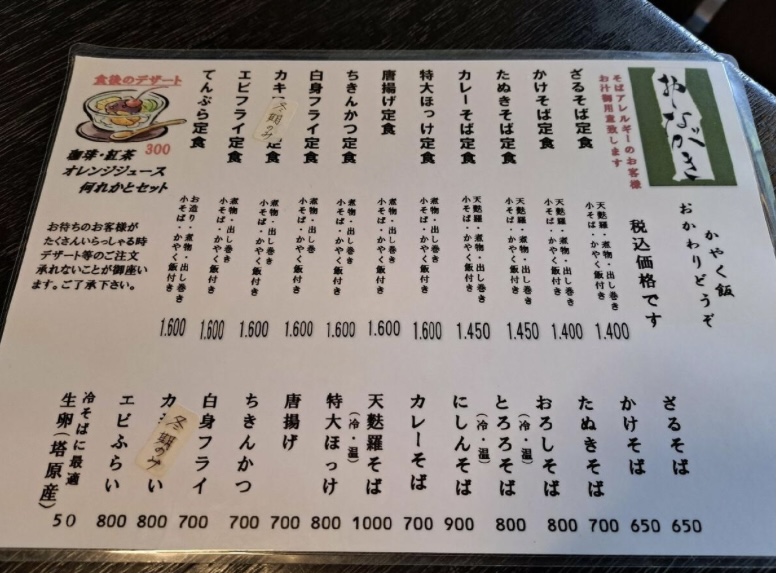 おしながき
そばアレルギーのお客様
お汁御用意致します
かやく飯
おかわりどうぞ
税込価格です
ざるそば定食
天麩羅・煮物・出し巻き
小そば・かやく飯付き
1.400
かけそば定食
天麩羅・煮物・出し巻き
小そば・かやく飯付き
1.400
たぬきそば定食
天麩羅・煮物・出し巻き
小そば・かやく飯付き
1.450
カレーそば定食
天麩羅・煮物・出し巻き
小そば・かやく飯付き
1.450
特大ほっけ定食
煮物・出し巻き
小そば・かやく飯付き
1.600
唐揚げ定食
煮物・出し巻き
小そば・かやく飯付き
1.600
ちきんかつ定食
煮物・出し巻き
小そば・かやく飯付き
1.600
白身フライ定食
煮物・出し巻き
小そば・かやく飯付き
1.600
カキ
冬期のみ
定食
煮物・出し巻き
小そば・かやく飯付き
1.600
エビフライ定食
煮物・出し巻き
小そば・かやく飯付き
1.600
てんぷら定食
お造り・煮物・出し巻き
小そば・かやく飯付き
1.600
食後のデザート
珈琲・紅茶 300
オレンジジュース
何れかとセット
お待ちのお客様が
たくさんいらっしゃる時
デザート等のご注文
承れないことが御座い
ます。ご了承下さい。
ざるそば
650
かけそば
650
たぬきそば
700
おろしそば
(冷・温)
800
とろろそば
(冷・温)
800
にしんそば
900
カレーそば
700
天麩羅そば
(冷・温)
1000
特大ほっけ
800
唐揚げ
700
ちきんかつ
700
白身フライ
700
カ
冬期のみ
い
800
エビふらい
800
冷そばに最適
生卵(塔原産)
50